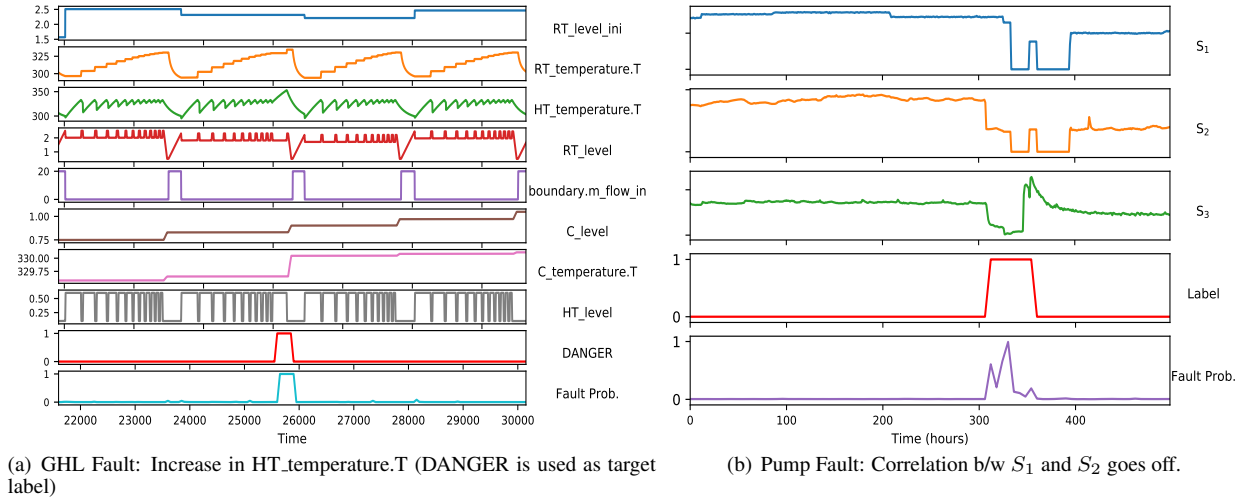 2.5
2.0
1.5
RT_level_ini
325
300
RT_temperature.T
350
300
HT_temperature.T
2
1
RT_level
20
0
boundary.m_flow_in
1.00
0.75
C_level
330.00
329.75
C_temperature.T
0.50
0.25
HT_level
1
0
DANGER
1
0
Fault Prob.
22000 23000 24000 25000 26000 27000 28000 29000 30000
Time
(a) GHL Fault: Increase in HT_temperature.T (DANGER is used as target
label)
S1
S2
S3
1
0
Label
1
0
Fault Prob.
0 100 200 300 400
Time (hours)
(b) Pump Fault: Correlation b/w S1 and S2 goes off.